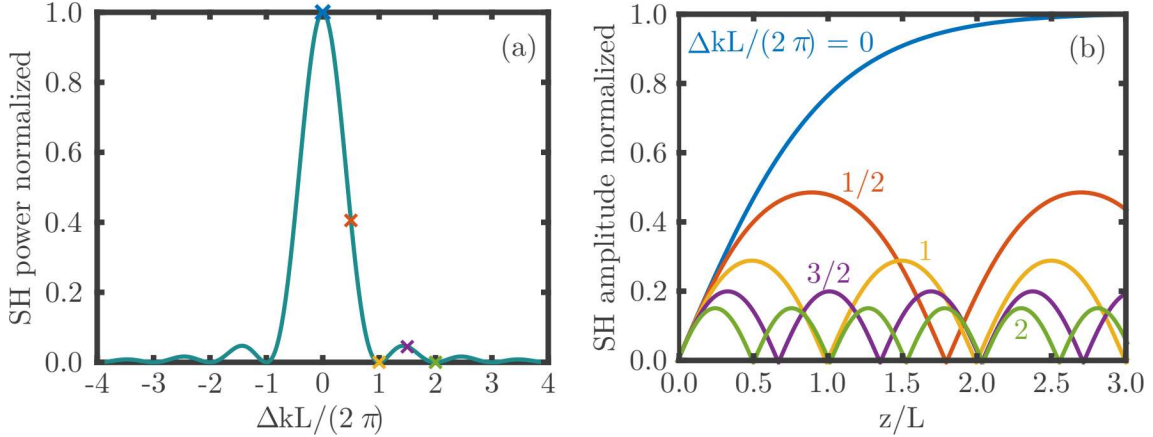 (a)
SH power normalized
1.0
0.8
0.6
0.4
0.2
0.0
-4 -3 -2 -1 0 1 2 3 4
ΔkL/(2 π)
(b)
SH amplitude normalized
1.0
0.8
0.6
0.4
0.2
0.0
ΔkL/(2 π) = 0
1/2
1
3/2
2
0.0 0.5 1.0 1.5 2.0 2.5 3.0
z/L